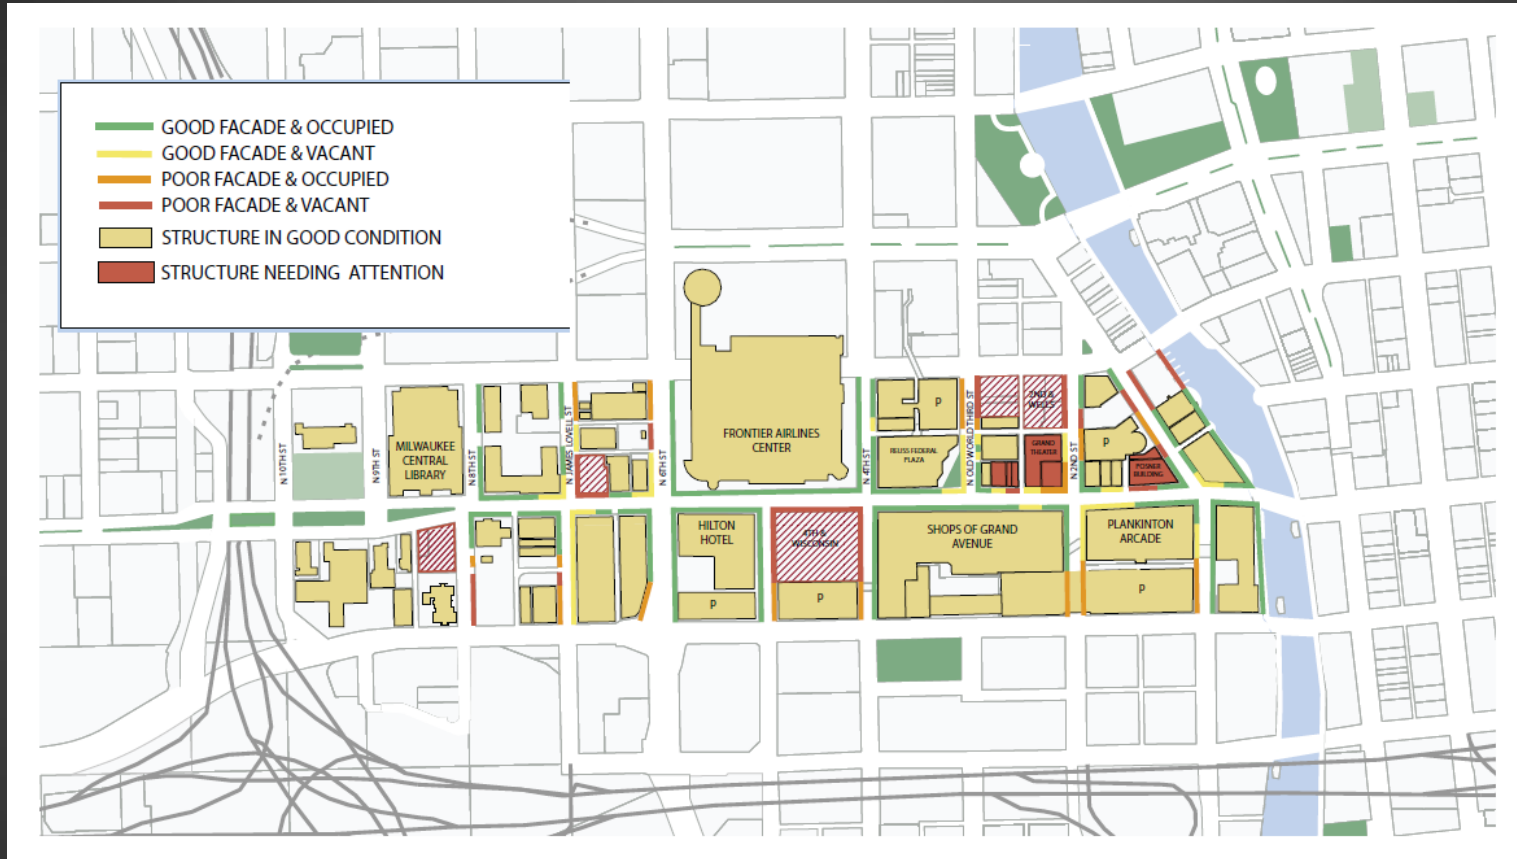 GOOD FACADE & OCCUPIED
GOOD FACADE & VACANT
POOR FACADE & OCCUPIED
POOR FACADE & VACANT
STRUCTURE IN GOOD CONDITION
STRUCTURE NEEDING ATTENTION
N 10TH ST
N 9TH ST
MILWAUKEE
CENTRAL
LIBRARY
N 8TH ST
N JAMES LOVELL ST
N 6TH ST
FRONTIER AIRLINES
CENTER
N 4TH ST
P
REUSS FEDERAL
PLAZA
N OLD WORLD THIRD ST
2ND &
WELLS
GRAND
THEATER
N 2ND ST
P
POSNER
BUILDING
HILTON
HOTEL
P
4TH &
WISCONSIN
P
SHOPS OF GRAND
AVENUE
PLANKINTON
ARCADE
P